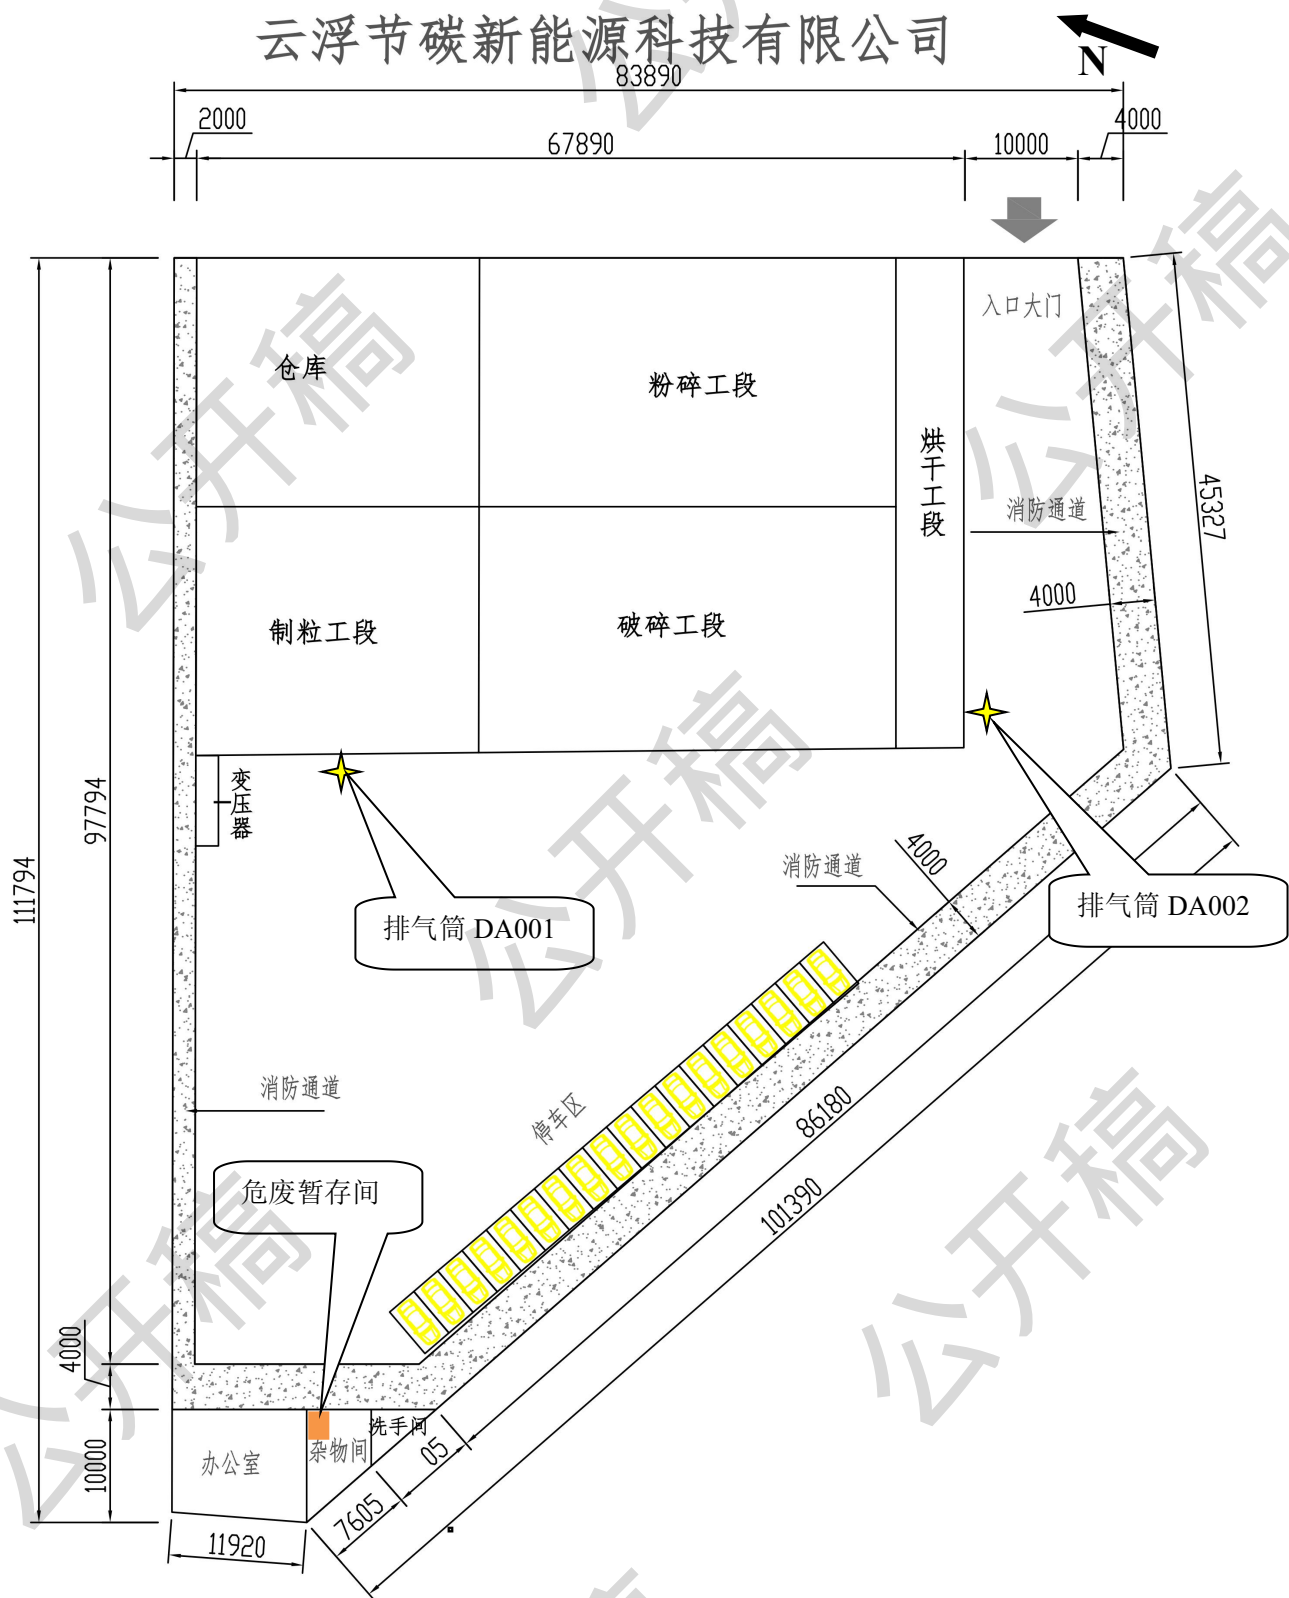 云浮节碳新能源科技有限公司
N
83890
2000
67890
10000
4000
入口大门
仓库
粉碎工段
烘干工段
消防通道
45327
4000
制粒工段
破碎工段
变压器
97794
111794
排气筒 DA001
消防通道
4000
排气筒 DA002
消防通道
停车区
86180
101390
危废暂存间
4000
10000
办公室
杂物间
洗手间
05
7605
11920
公开稿
公开稿
公开稿
公开稿
公开稿